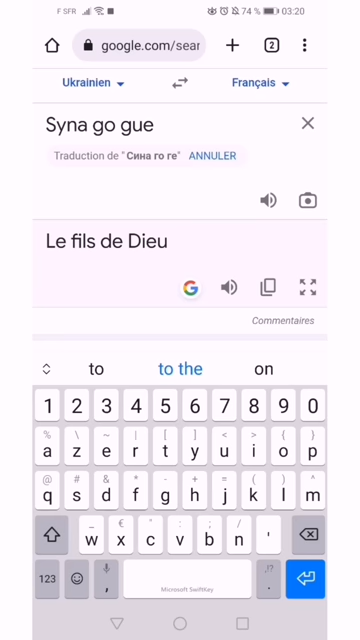 F SFR 74 % 03:20
google.com/sear
2
Ukrainien Français
Syna go gue
Traduction de "Сина го ге" ANNULER
Le fils de Dieu
Commentaires
to to the on
1 2 3 4 5 6 7 8 9 0
% \ ~ | [ ] < > { }
a z e r t y u i o p
@ # & * - + = ( ) ^
q s d f g h j k l m
_ € " : ; /
w x c v b n '
123 , !? .
Microsoft SwiftKey